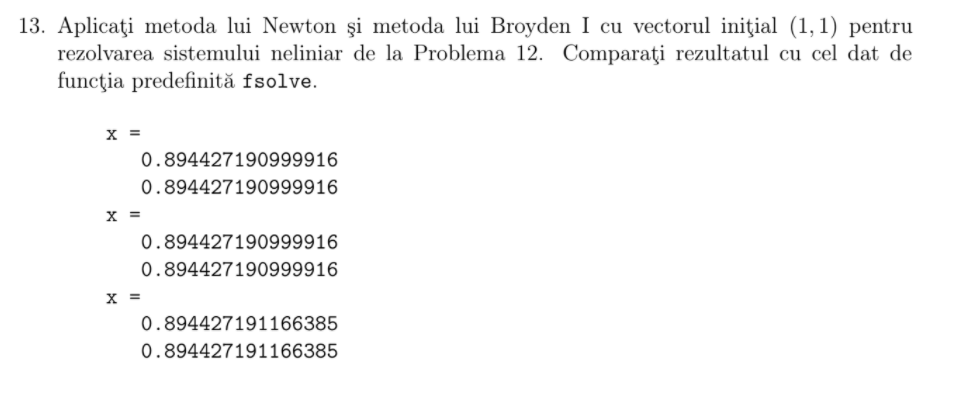 13. Aplicaţi metoda lui Newton şi metoda lui Broyden I cu vectorul iniţial (1, 1) pentru
rezolvarea sistemului neliniar de la Problema 12. Comparaţi rezultatul cu cel dat de
funcţia predefinită fsolve.
x =
0.894427190999916
0.894427190999916
x =
0.894427190999916
0.894427190999916
x =
0.894427191166385
0.894427191166385